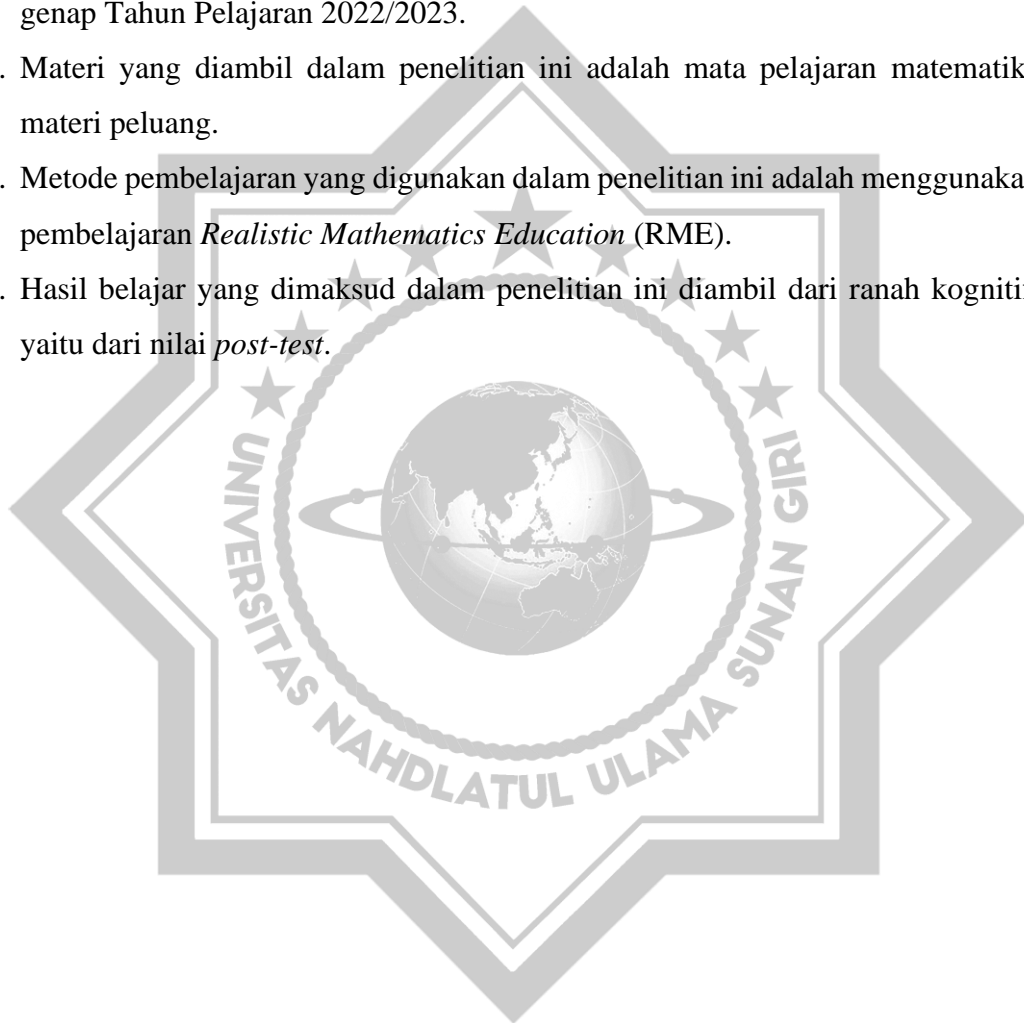 genap Tahun Pelajaran 2022/2023.
. Materi yang diambil dalam penelitian ini adalah mata pelajaran matematik
materi peluang.
. Metode pembelajaran yang digunakan dalam penelitian ini adalah menggunaka
pembelajaran Realistic Mathematics Education (RME).
. Hasil belajar yang dimaksud dalam penelitian ini diambil dari ranah kognitif
yaitu dari nilai post-test.
UNIVERSITAS NAHDLATUL ULAMA SUNAN GIRI